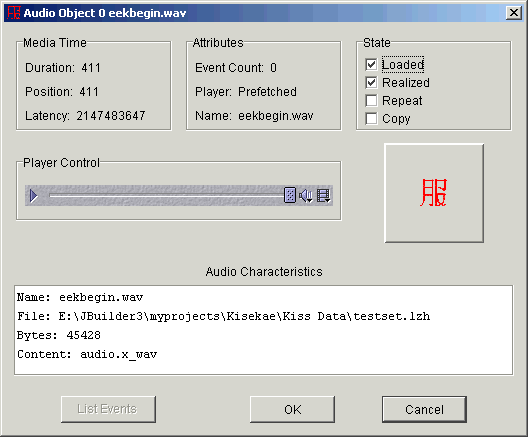 Audio Object 0 eekbegin.wav
Media Time
Duration: 411
Position: 411
Latency: 2147483647
Attributes
Event Count: 0
Player: Prefetched
Name: eekbegin.wav
State
Loaded
Realized
Repeat
Copy
Player Control
服
Audio Characteristics
Name: eekbegin.wav
File: E:\JBuilder3\myprojects\Kisekae\Kiss Data\testset.lzh
Bytes: 45428
Content: audio.x_wav
List Events
OK
Cancel